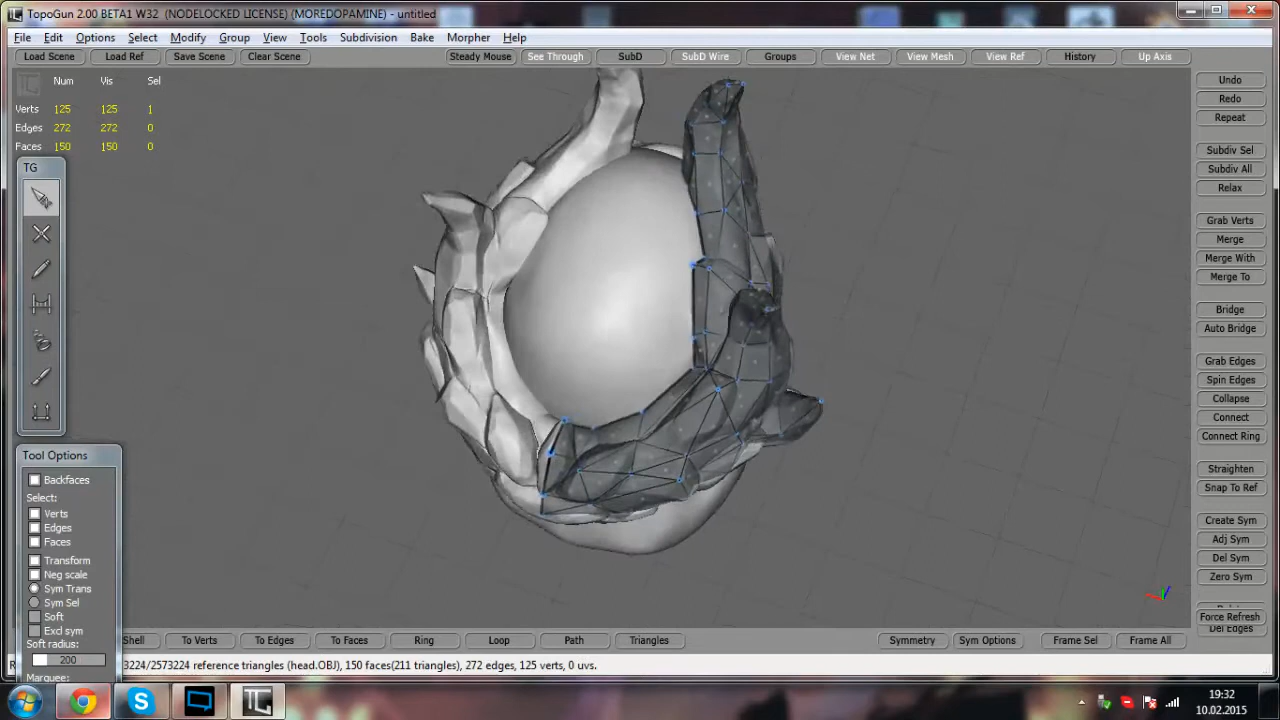 TopoGun 2.00 BETA1 W32 (NODELOCKED LICENSE) (MOREDOPAMINE) - untitled
File Edit Options Select Modify Group View Tools Subdivision Bake Morpher Help
Load Scene Load Ref Save Scene Clear Scene Steady Mouse See Through SubD SubD Wire Groups View Net View Mesh View Ref History Up Axis
Num Vis Sel
Verts: 125 125 1
Edges: 272 272 0
Faces: 150 150 0
TG
Tool Options
Backfaces
Select:
Verts
Edges
Faces
Transform
Neg scale
Sym Trans
Sym Sel
Soft
Excl sym
Soft radius:
200
Marquee:
Undo
Redo
Repeat
Subdiv Sel
Subdiv All
Relax
Grab Verts
Merge
Merge With
Merge To
Bridge
Auto Bridge
Grab Edges
Spin Edges
Collapse
Connect
Connect Ring
Straighten
Snap To Ref
Create Sym
Adj Sym
Del Sym
Zero Sym
Force Refresh
Del Edges
Shell To Verts To Edges To Faces Ring Loop Path Triangles Symmetry Sym Options Frame Sel Frame All
3224/2573224 reference triangles (head.OBJ), 150 faces(211 triangles), 272 edges, 125 verts, 0 uvs.
19:32
10.02.2015